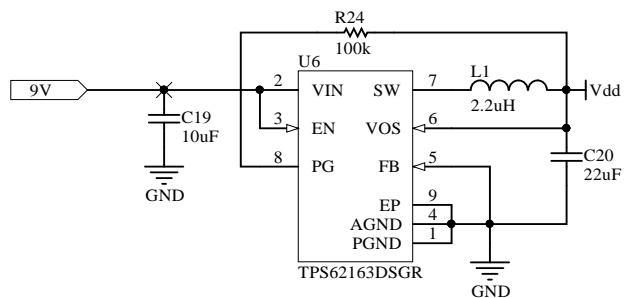 R24
100k
U6
9V
2
VIN
SW
7
L1
2.2uH
Vdd
3
EN
VOS
6
C19
10uF
8
PG
FB
5
C20
22uF
GND
EP
9
AGND
4
PGND
1
TPS62163DSGR
GND